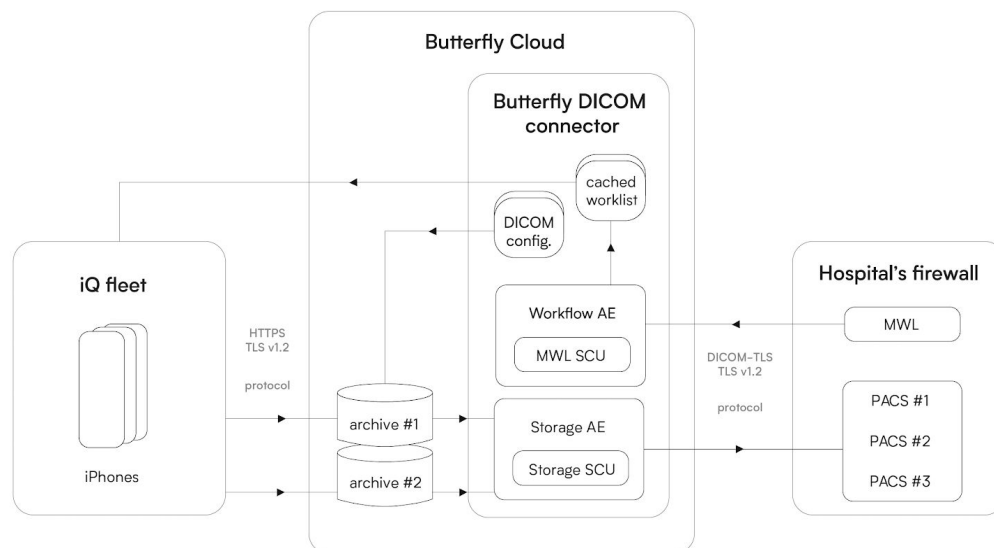 Butterfly Cloud
Butterfly DICOM
connector
cached
worklist
DICOM
config.
iQ fleet
iPhones
HTTPS
TLS v1.2
protocol
archive #1
archive #2
Workflow AE
MWL SCU
Storage AE
Storage SCU
DICOM-TLS
TLS v1.2
protocol
Hospital's firewall
MWL
PACS #1
PACS #2
PACS #3